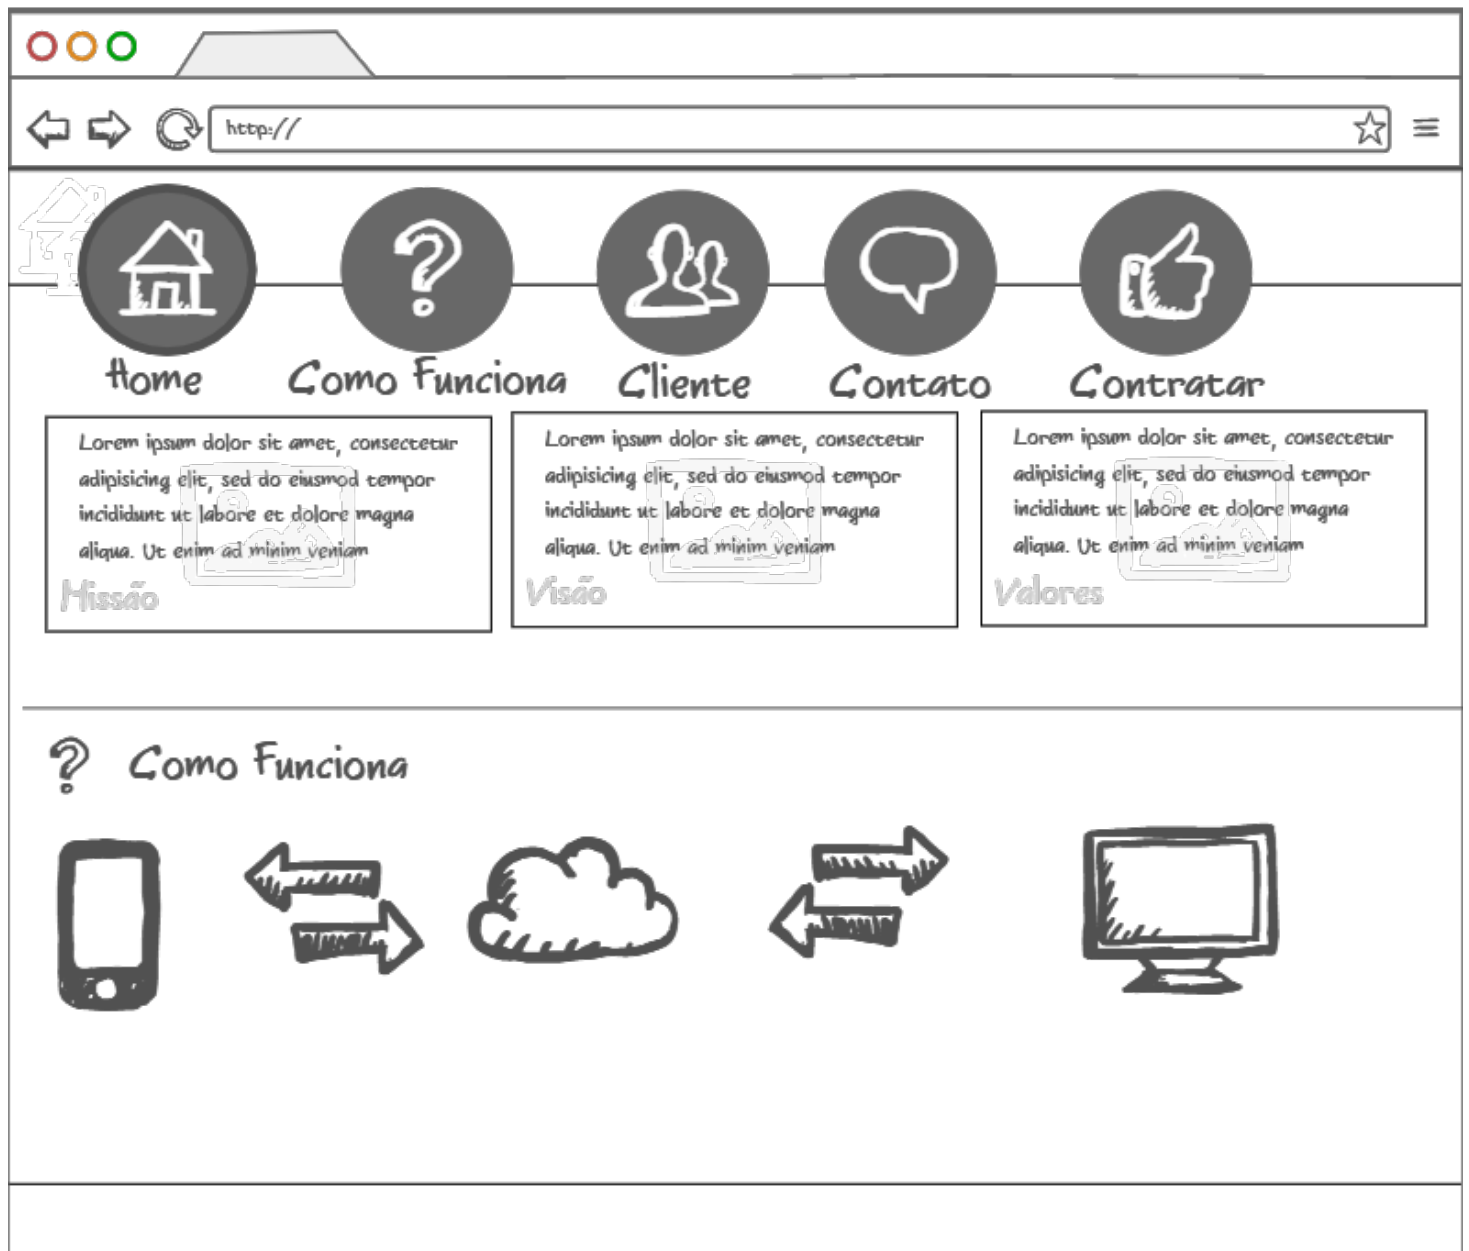 http://
Home
Como Funciona
Cliente
Contato
Contratar
Lorem ipsum dolor sit amet, consectetur
adipisicing elit, sed do eiusmod tempor
incididunt ut labore et dolore magna
aliqua. Ut enim ad minim veniam
Missão
Lorem ipsum dolor sit amet, consectetur
adipisicing elit, sed do eiusmod tempor
incididunt ut labore et dolore magna
aliqua. Ut enim ad minim veniam
Visão
Lorem ipsum dolor sit amet, consectetur
adipisicing elit, sed do eiusmod tempor
incididunt ut labore et dolore magna
aliqua. Ut enim ad minim veniam
Valores
? Como Funciona